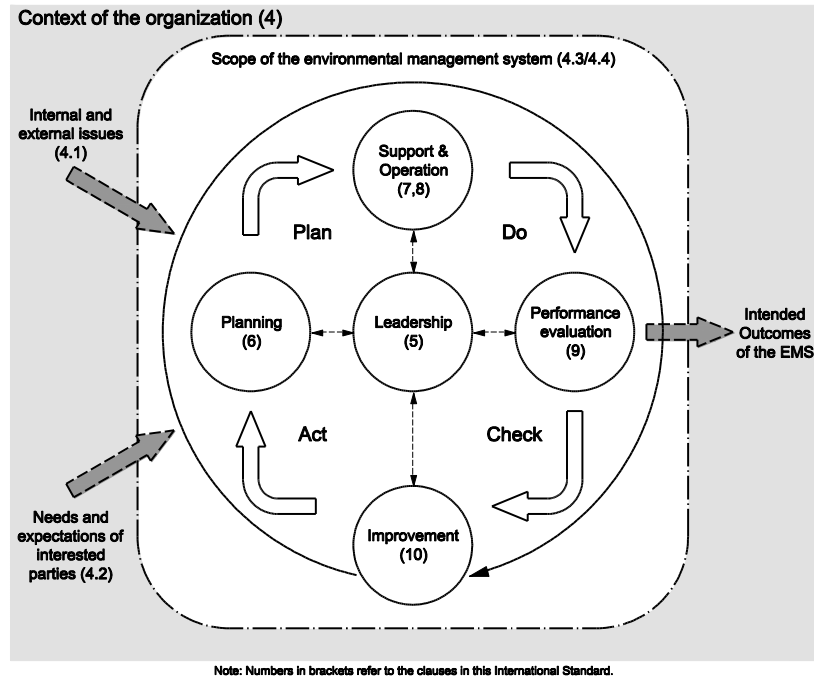 Context of the organization (4)
Scope of the environmental management system (4.3/4.4)
Internal and
external issues
(4.1)
Support &
Operation
(7,8)
Plan
Do
Planning
(6)
Leadership
(5)
Performance
evaluation
(9)
Intended
Outcomes
of the EMS
Act
Check
Needs and
expectations of
interested
parties (4.2)
Improvement
(10)
Note: Numbers in brackets refer to the clauses in this International Standard.